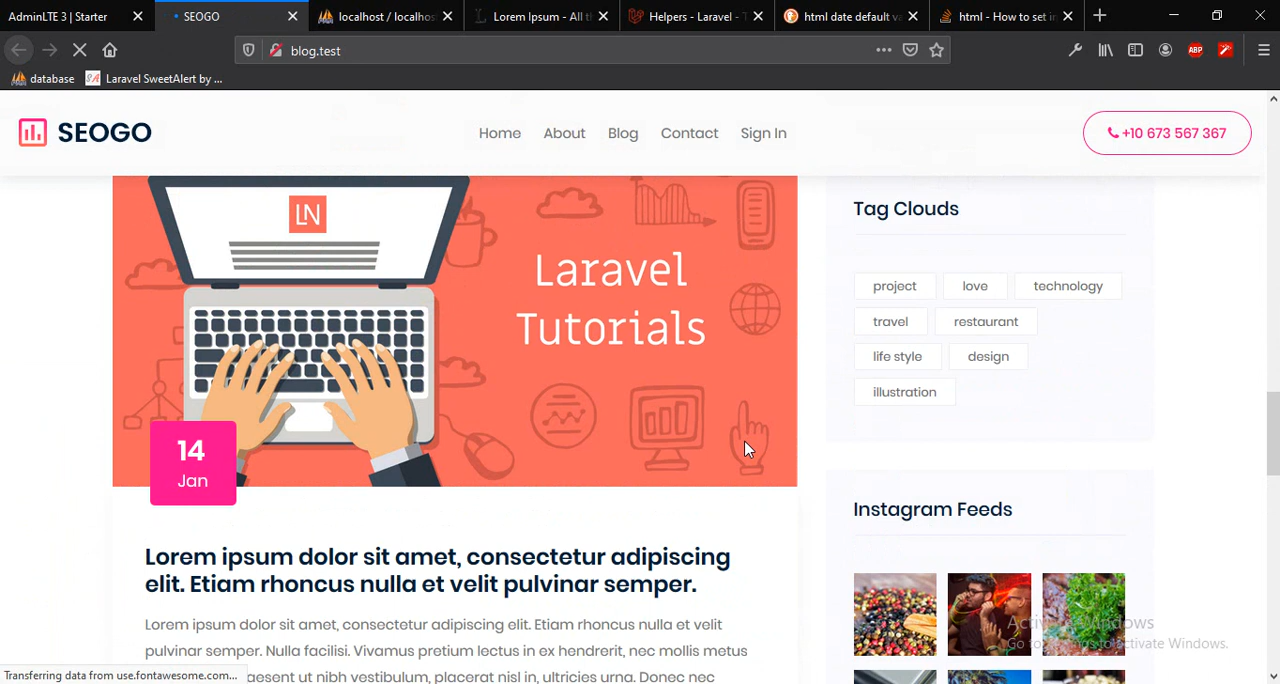 AdminLTE 3 | Starter
SEOGO
localhost / localhos
Lorem Ipsum - All t
Helpers - Laravel - T
html date default va
html - How to set in
blog.test
database
Laravel SweetAlert by ...
SEOGO
Home About Blog Contact Sign In
+10 673 567 367
LN
Laravel
Tutorials
14
Jan
Lorem ipsum dolor sit amet, consectetur adipiscing
elit. Etiam rhoncus nulla et velit pulvinar semper.
Lorem ipsum dolor sit amet, consectetur adipiscing elit. Etiam rhoncus nulla et velit
pulvinar semper. Nulla facilisi. Vivamus pretium lectus in ex hendrerit, nec mollis metus
aesent ut nibh vestibulum, placerat nisl in, ultricies urna. Donec nec
Tag Clouds
project love technology
travel restaurant
life style design
illustration
Instagram Feeds
Activate Windows
Go to Settings to activate Windows.
Transferring data from use.fontawesome.com...
ABP